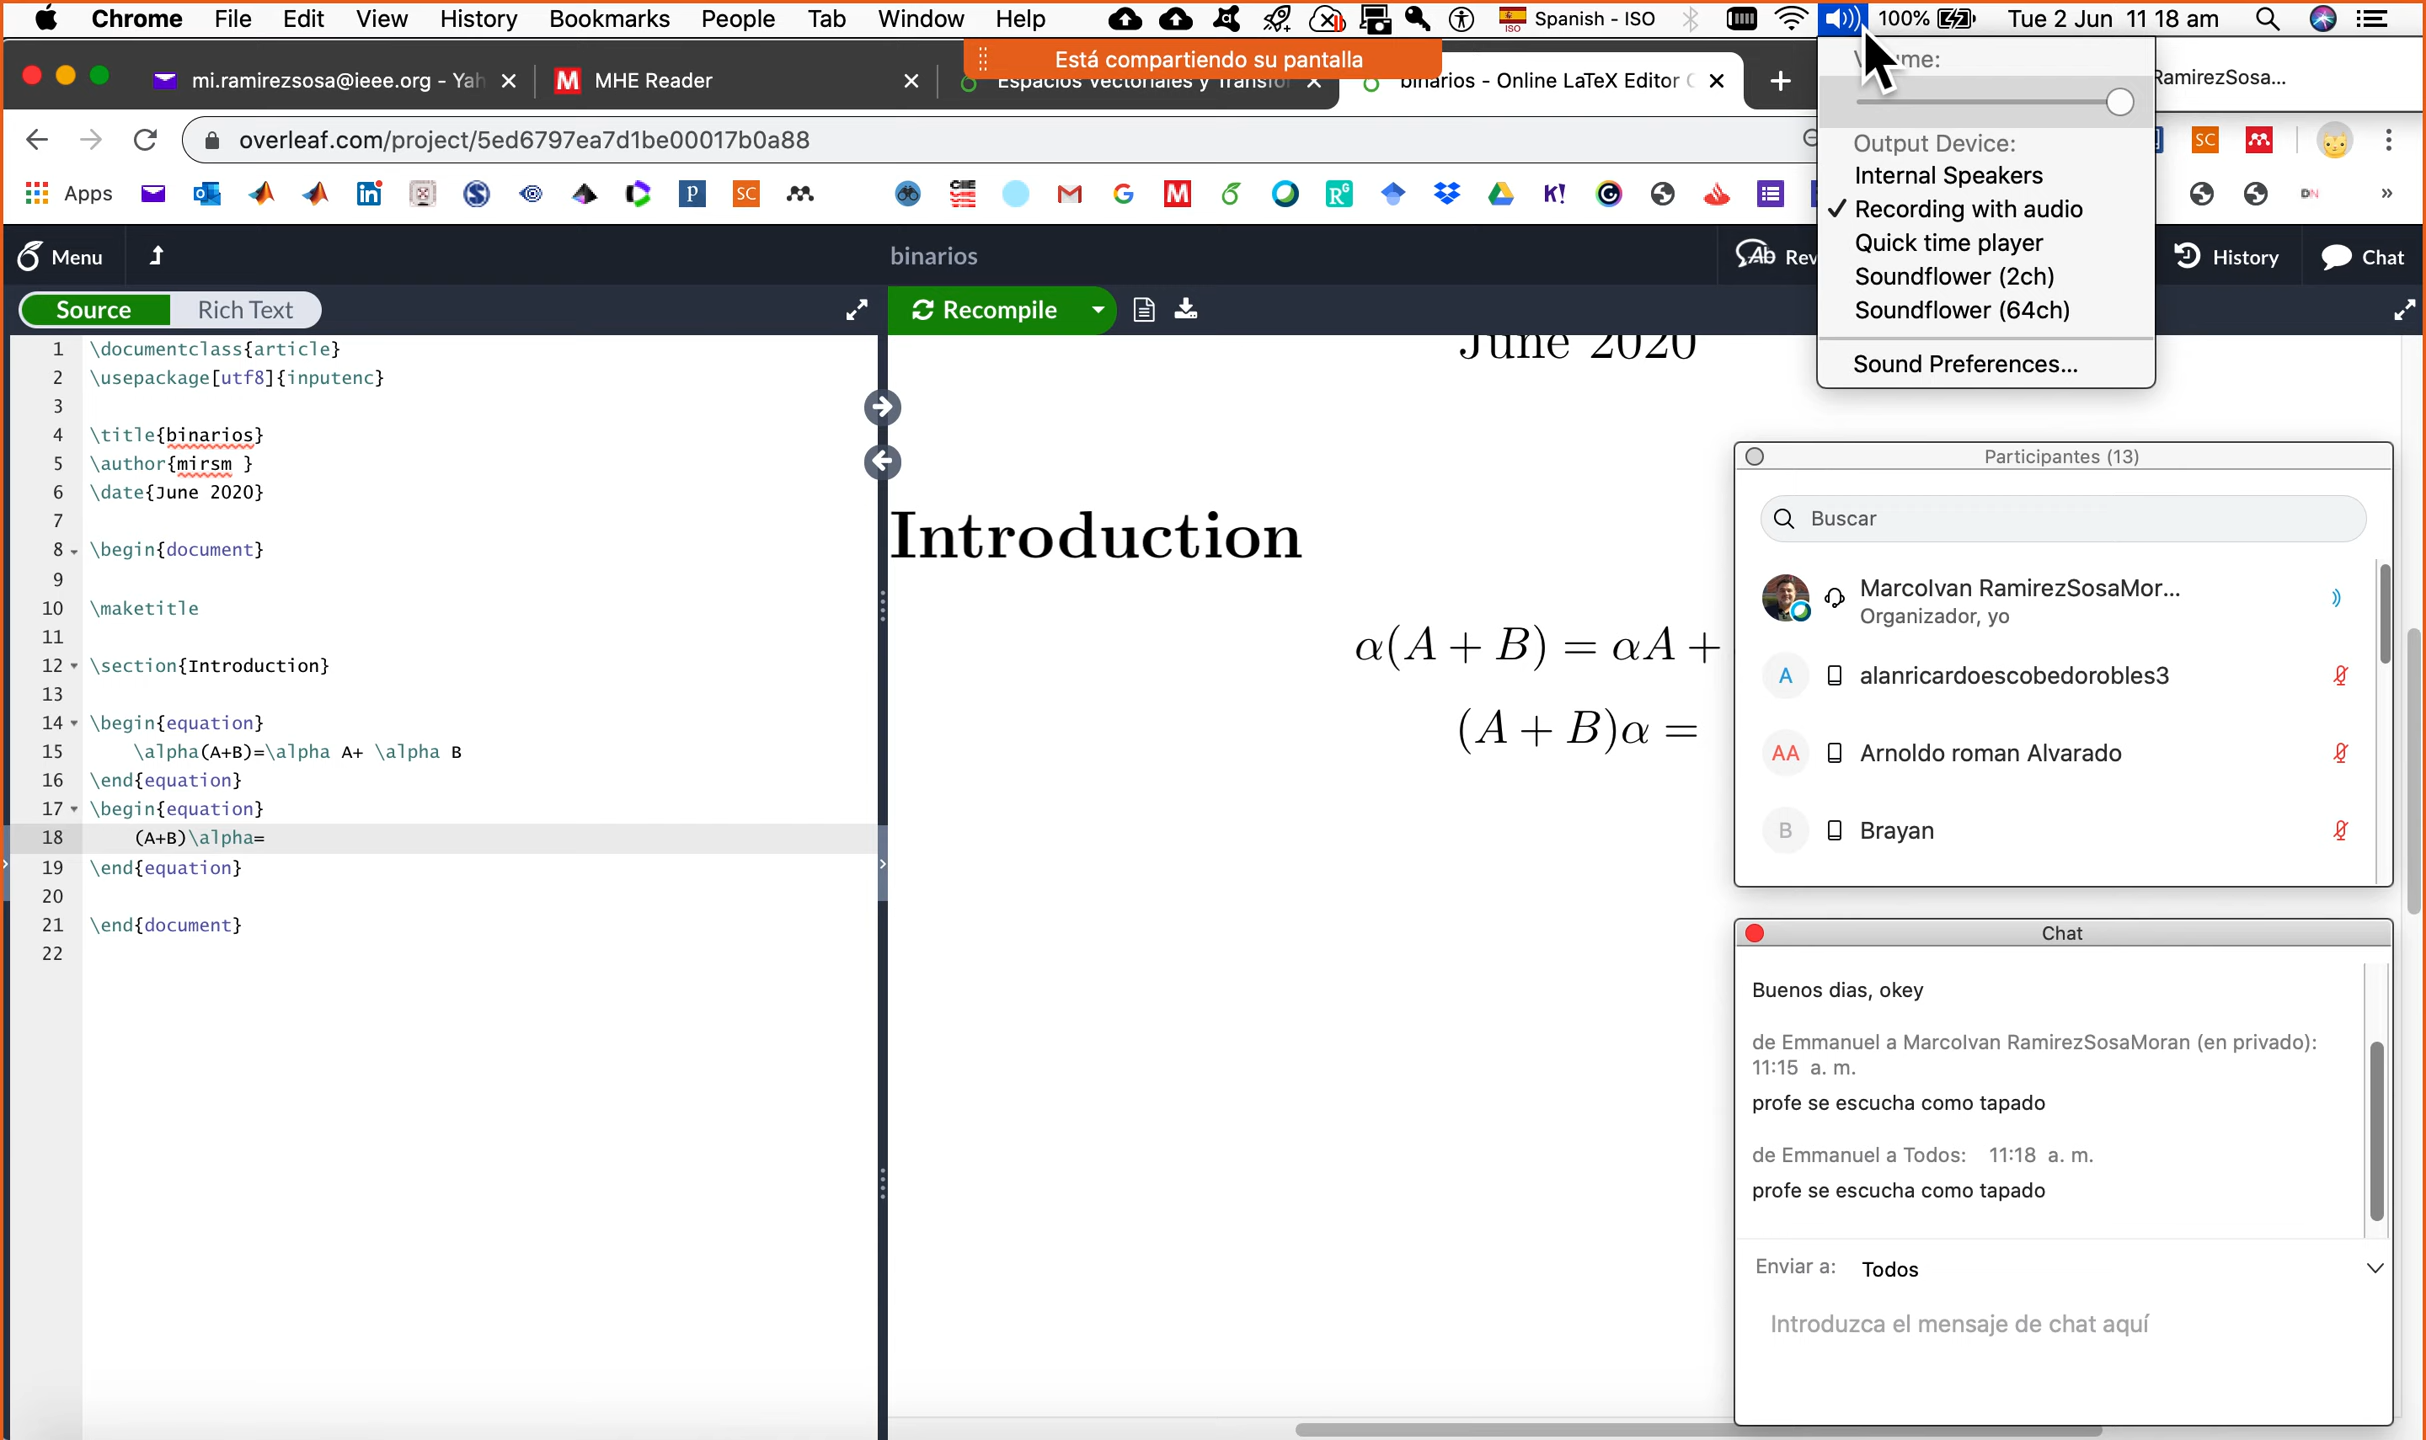 Chrome File Edit View History Bookmarks People Tab Window Help Spanish - ISO 100% Tue 2 Jun 11 18 am
Está compartiendo su pantalla
mi.ramirezsosa@ieee.org - Yah
MHE Reader
Espacios Vectoriales y Transfor
binarios - Online LaTeX Editor
RamirezSosa...
overleaf.com/project/5ed6797ea7d1be00017b0a88
Apps
Output Device:
Internal Speakers
✓ Recording with audio
Quick time player
Soundflower (2ch)
Soundflower (64ch)
Sound Preferences...
Menu
binarios
History
Chat
Source Rich Text
Recompile
1 \documentclass{article}
2 \usepackage[utf8]{inputenc}
3
4 \title{binarios}
5 \author{mirsm }
6 \date{June 2020}
7
8 \begin{document}
9
10 \maketitle
11
12 \section{Introduction}
13
14 \begin{equation}
15 \alpha(A+B)=\alpha A+ \alpha B
16 \end{equation}
17 \begin{equation}
18 (A+B)\alpha=
19 \end{equation}
20
21 \end{document}
22
June 2020
Introduction
α(A + B) = αA +
(A + B)α =
Participantes (13)
Buscar
MarcoIvan RamirezSosaMor...
Organizador, yo
A alanricardoescobedorobles3
AA Arnoldo roman Alvarado
B Brayan
Chat
Buenos dias, okey
de Emmanuel a MarcoIvan RamirezSosaMoran (en privado):
11:15 a. m.
profe se escucha como tapado
de Emmanuel a Todos: 11:18 a. m.
profe se escucha como tapado
Enviar a: Todos
Introduzca el mensaje de chat aquí